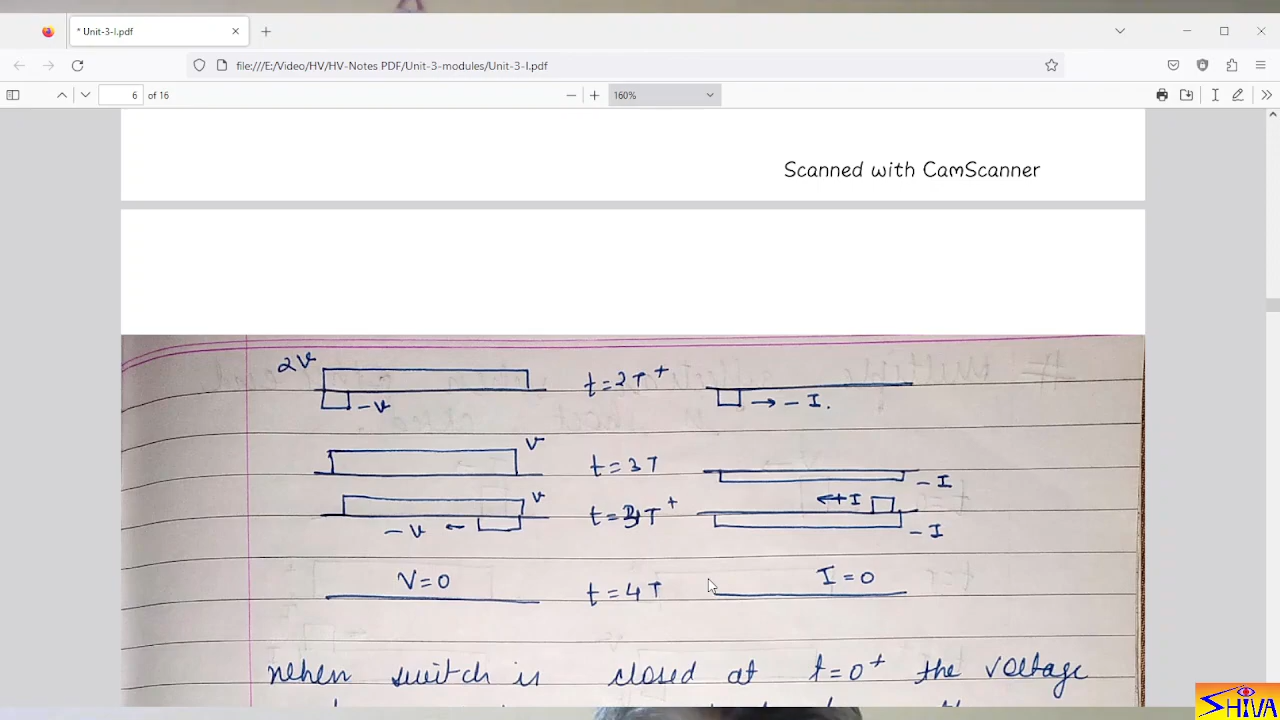 * Unit-3-I.pdf
file:///E:/Video/HV/HV-Notes PDF/Unit-3-modules/Unit-3-I.pdf
6 of 16
160%
Scanned with CamScanner
2V t=2T+
-V → -I.
V
t=3T -I
V t=3T+ ←+I
-V ← -I
V=0 t=4T I=0
When switch is closed at t=0+ the voltage
SHIVA